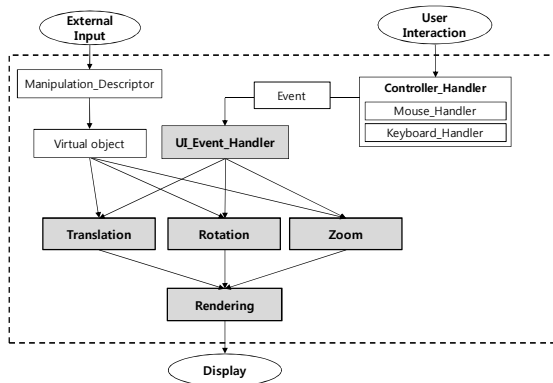 External
Input
User
Interaction
Manipulation_Descriptor
Event
Controller_Handler
Mouse_Handler
Keyboard_Handler
Virtual object
UI_Event_Handler
Translation
Rotation
Zoom
Rendering
Display